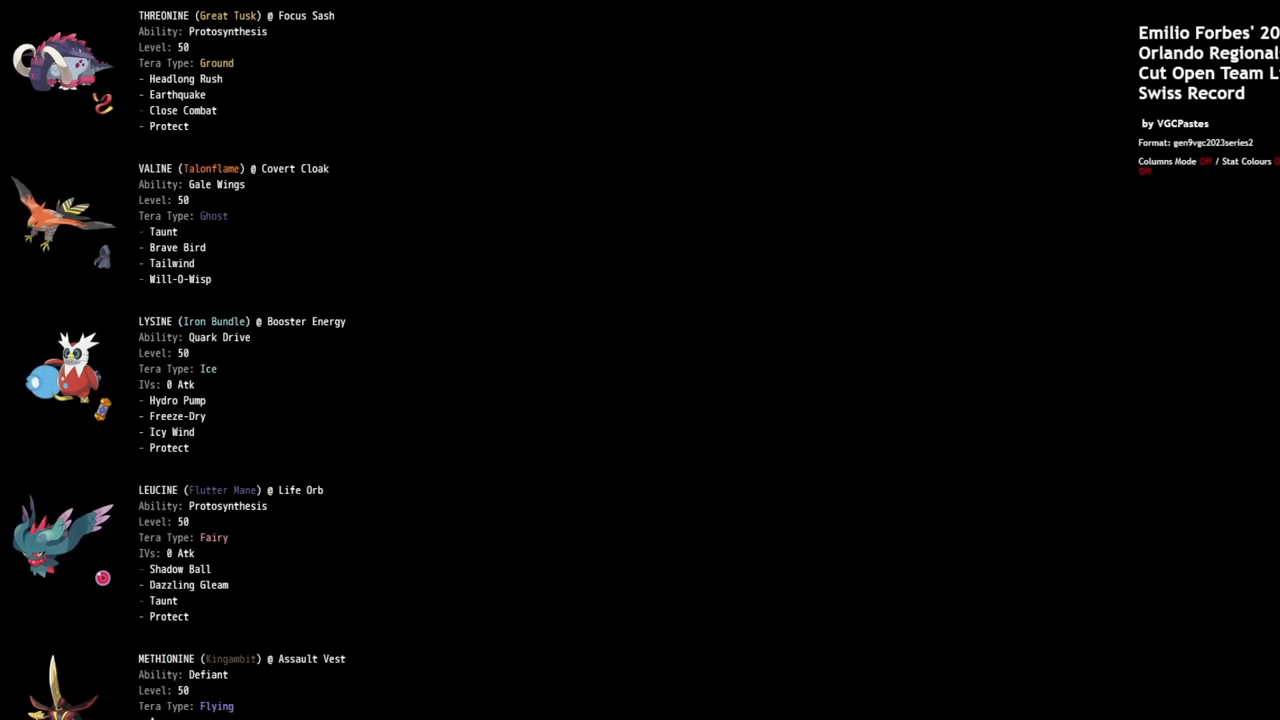 THREONINE (Great Tusk) @ Focus Sash
Ability: Protosynthesis
Level: 50
Tera Type: Ground
- Headlong Rush
- Earthquake
- Close Combat
- Protect
VALINE (Talonflame) @ Covert Cloak
Ability: Gale Wings
Level: 50
Tera Type: Ghost
- Taunt
- Brave Bird
- Tailwind
- Will-O-Wisp
LYSINE (Iron Bundle) @ Booster Energy
Ability: Quark Drive
Level: 50
Tera Type: Ice
IVs: 0 Atk
- Hydro Pump
- Freeze-Dry
- Icy Wind
- Protect
LEUCINE (Flutter Mane) @ Life Orb
Ability: Protosynthesis
Level: 50
Tera Type: Fairy
IVs: 0 Atk
- Shadow Ball
- Dazzling Gleam
- Taunt
- Protect
METHIONINE (Kingambit) @ Assault Vest
Ability: Defiant
Level: 50
Tera Type: Flying
Emilio Forbes' 20
Orlando Regional
Cut Open Team L
Swiss Record
by VGCPastes
Format: gen9vgc2023series2
Columns Mode Off / Stat Colours
Off